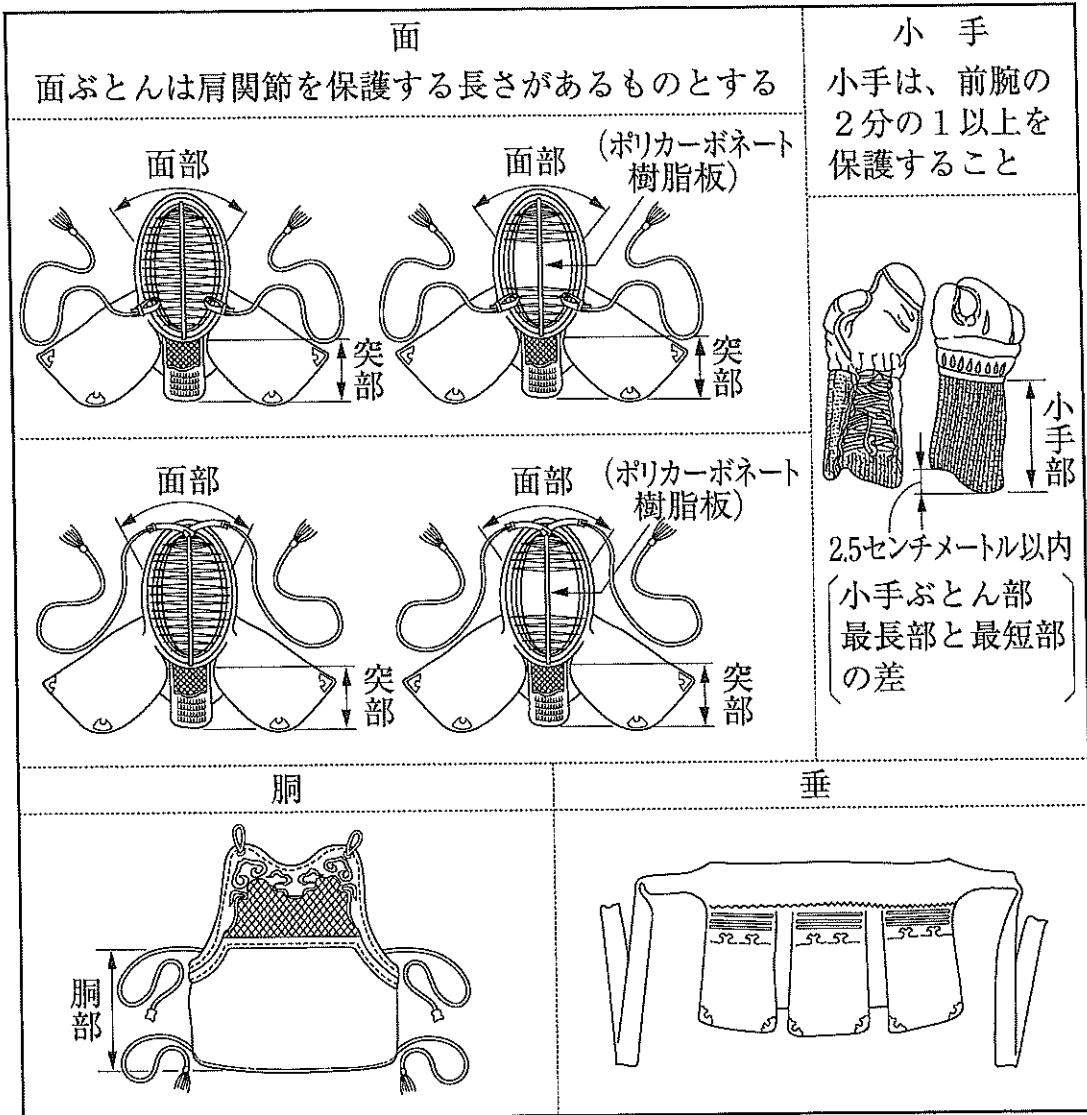 面
面ぶとんは肩関節を保護する長さがあるものとする
小 手
小手は、前腕の
2分の1以上を
保護すること
面部
突部
面部
(ポリカーボネート
樹脂板)
突部
面部
突部
面部
(ポリカーボネート
樹脂板)
突部
小手部
2.5センチメートル以内
小手ぶとん部
最長部と最短部
の差
胴
胴部
垂